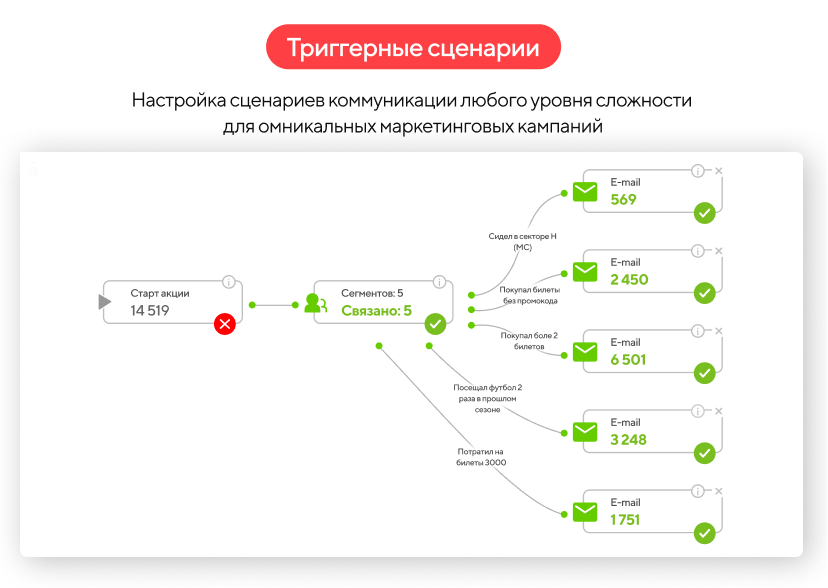 Триггерные сценарии
Настройка сценариев коммуникации любого уровня сложности
для омникальных маркетинговых кампаний
Старт акции
14 519
Сегментов: 5
Связано: 5
Сидел в секторе H
(МС)
E-mail
569
Покупал билеты
без промокода
E-mail
2 450
Покупал боле 2
билетов
E-mail
6 501
Посещал футбол 2
раза в прошлом
сезоне
E-mail
3 248
Потратил на
билеты 3000
E-mail
1 751